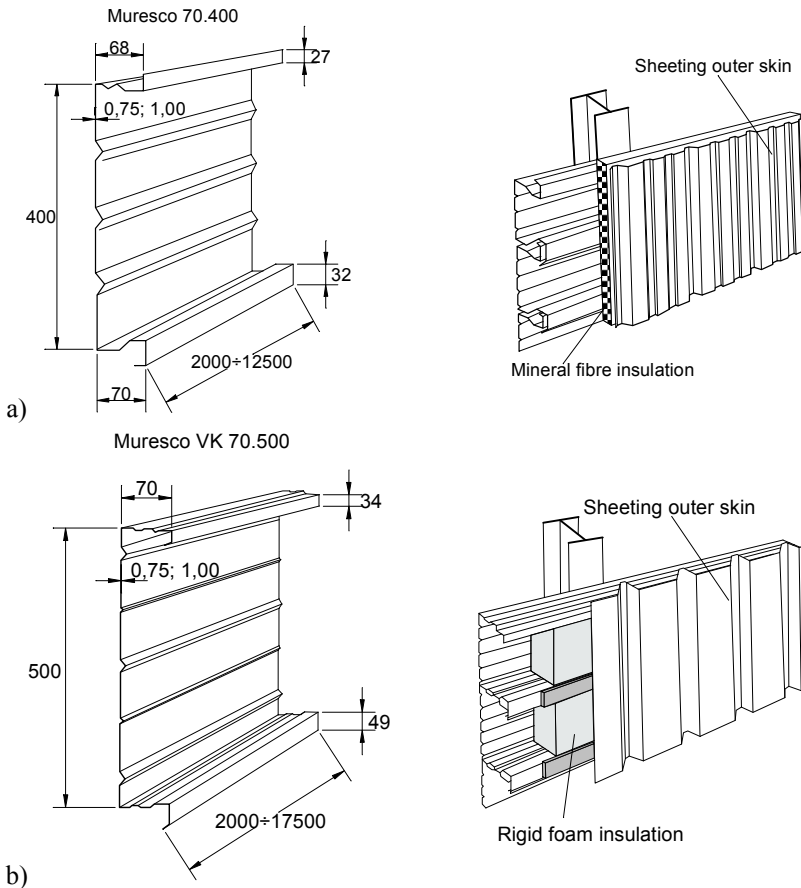 Muresco 70.400
68
27
0,75; 1,00
400
32
2000÷12500
70
a)
Sheeting outer skin
Mineral fibre insulation
Muresco VK 70.500
70
34
0,75; 1,00
500
49
2000÷17500
b)
Sheeting outer skin
Rigid foam insulation